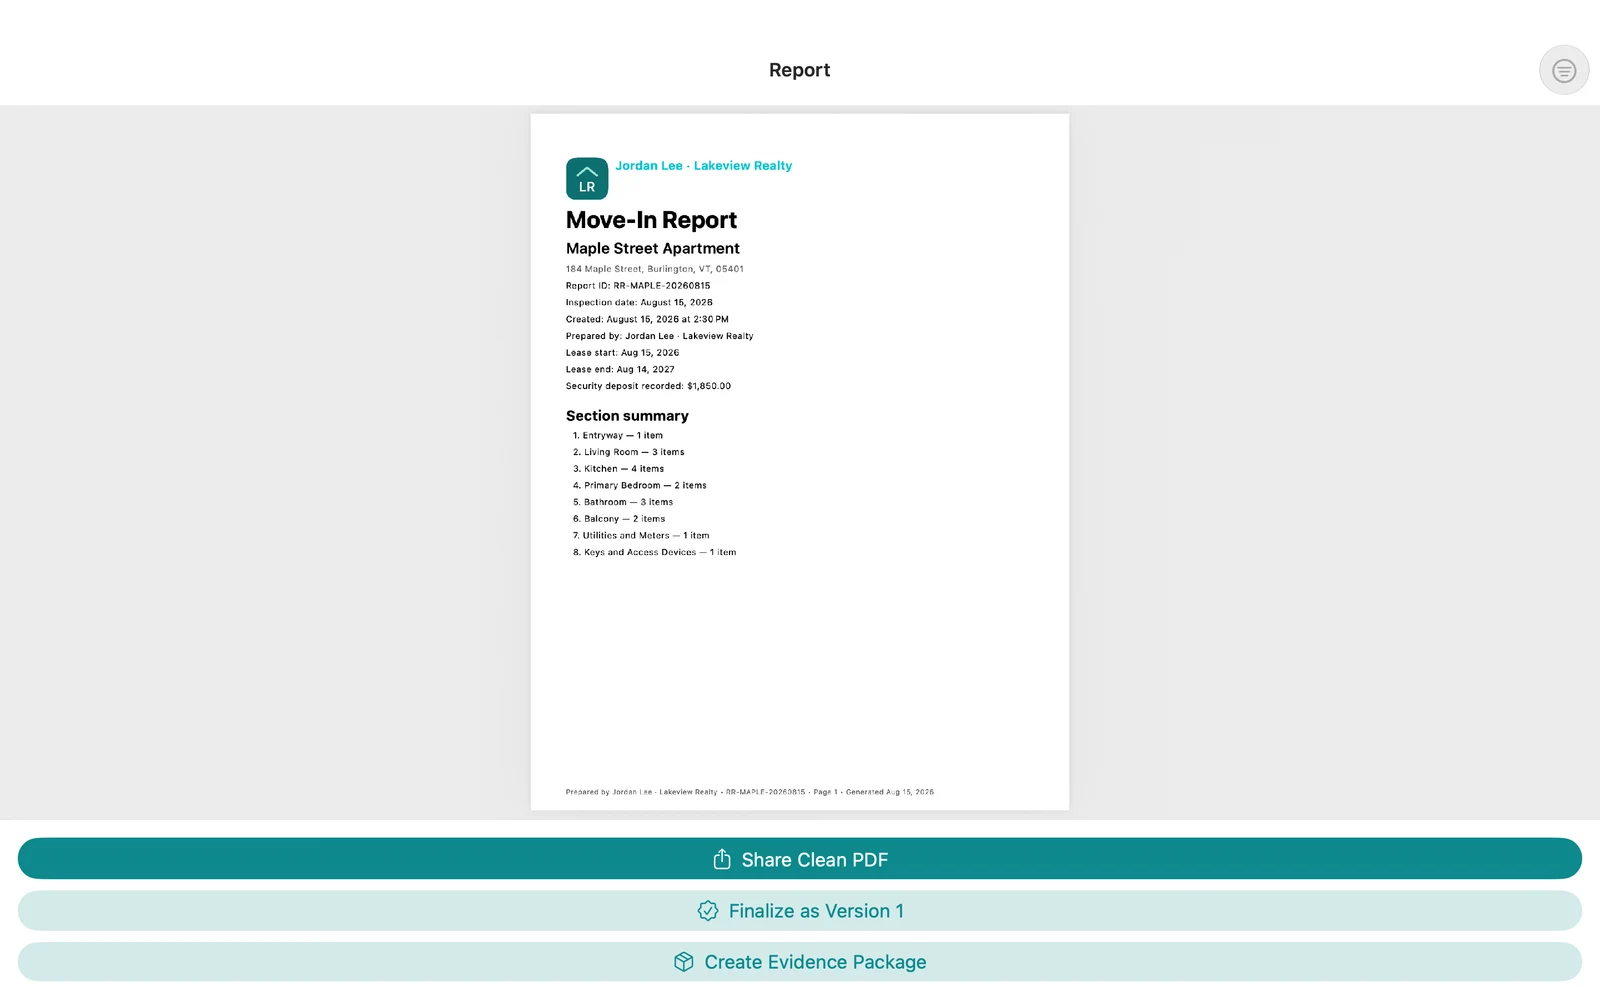 Report
LR
Jordan Lee · Lakeview Realty
Move-In Report
Maple Street Apartment
184 Maple Street, Burlington, VT, 05401
Report ID: RR-MAPLE-20260815
Inspection date: August 15, 2026
Created: August 15, 2026 at 2:30 PM
Prepared by: Jordan Lee · Lakeview Realty
Lease start: Aug 15, 2026
Lease end: Aug 14, 2027
Security deposit recorded: $1,850.00
Section summary
1. Entryway — 1 item
2. Living Room — 3 items
3. Kitchen — 4 items
4. Primary Bedroom — 2 items
5. Bathroom — 3 items
6. Balcony — 2 items
7. Utilities and Meters — 1 item
8. Keys and Access Devices — 1 item
Prepared by Jordan Lee · Lakeview Realty • RR-MAPLE-20260815 • Page 1 • Generated Aug 15, 2026
Share Clean PDF
Finalize as Version 1
Create Evidence Package